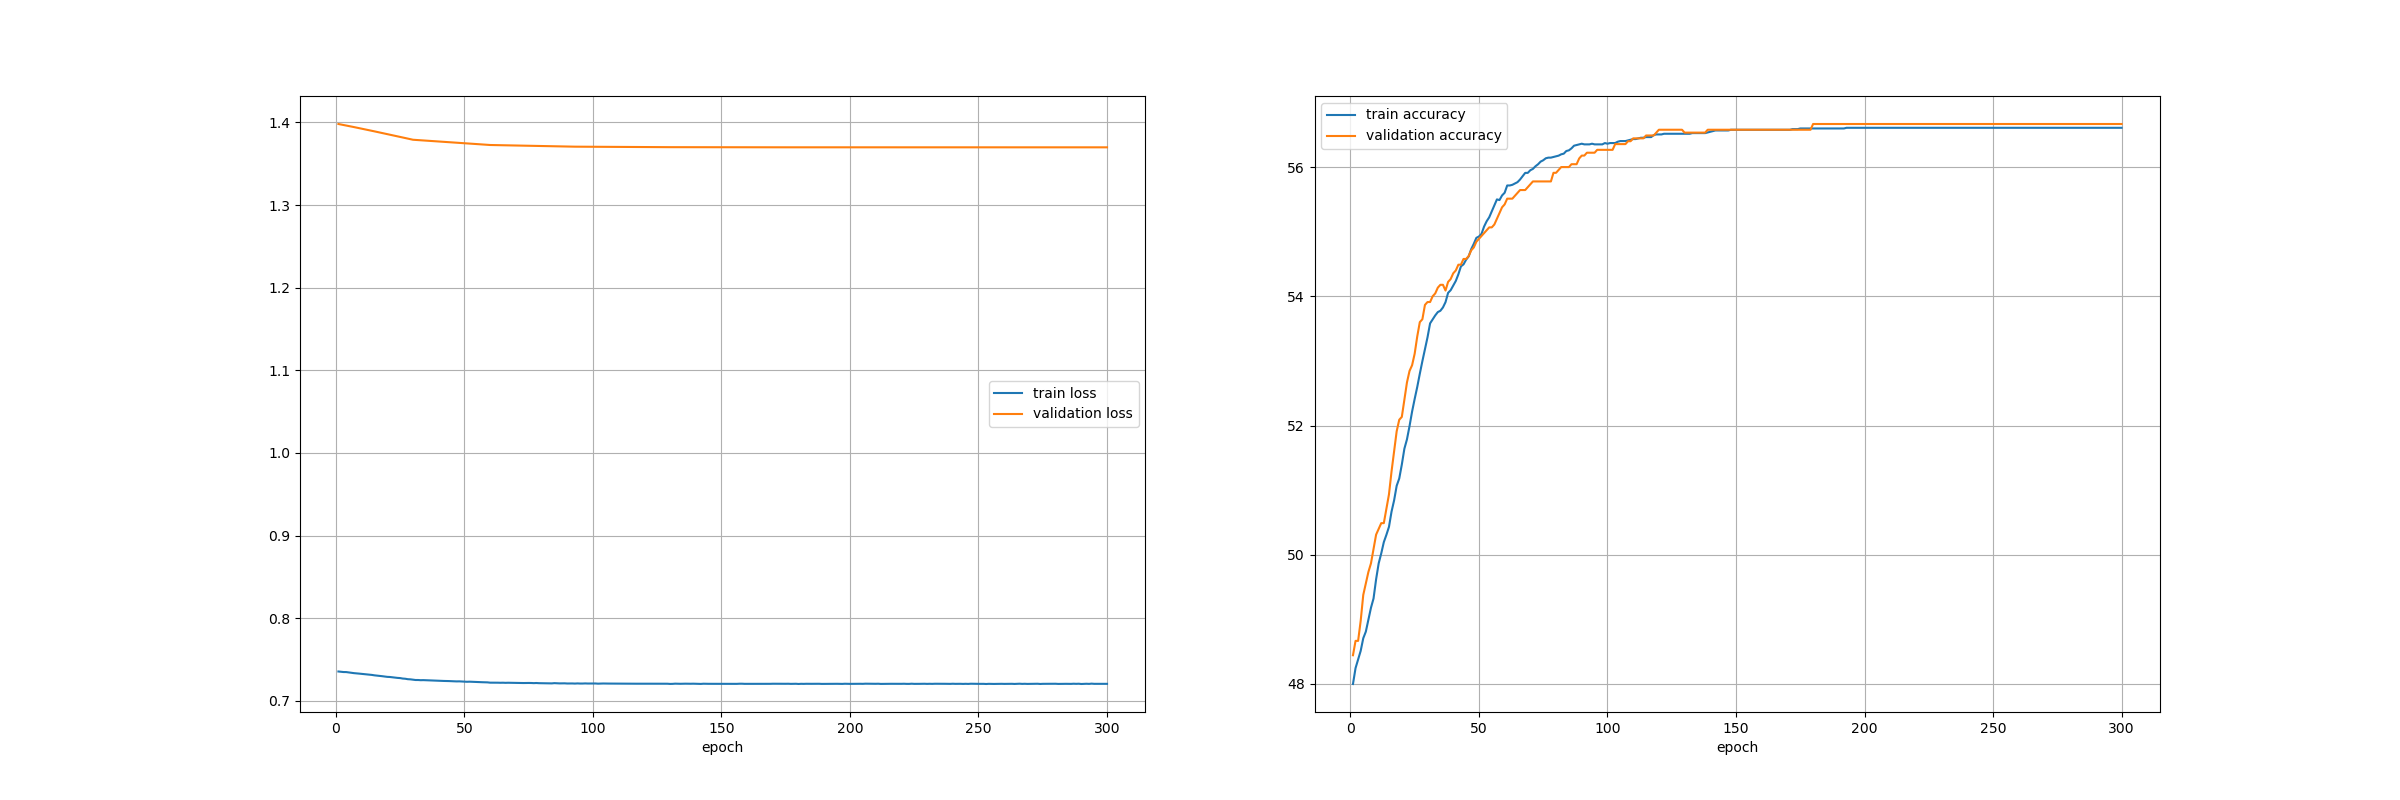 1.4
1.3
1.2
1.1
1.0
0.9
0.8
0.7
0 50 100 150 200 250 300
epoch
train loss
validation loss
train accuracy
validation accuracy
56
54
52
50
48
0 50 100 150 200 250 300
epoch